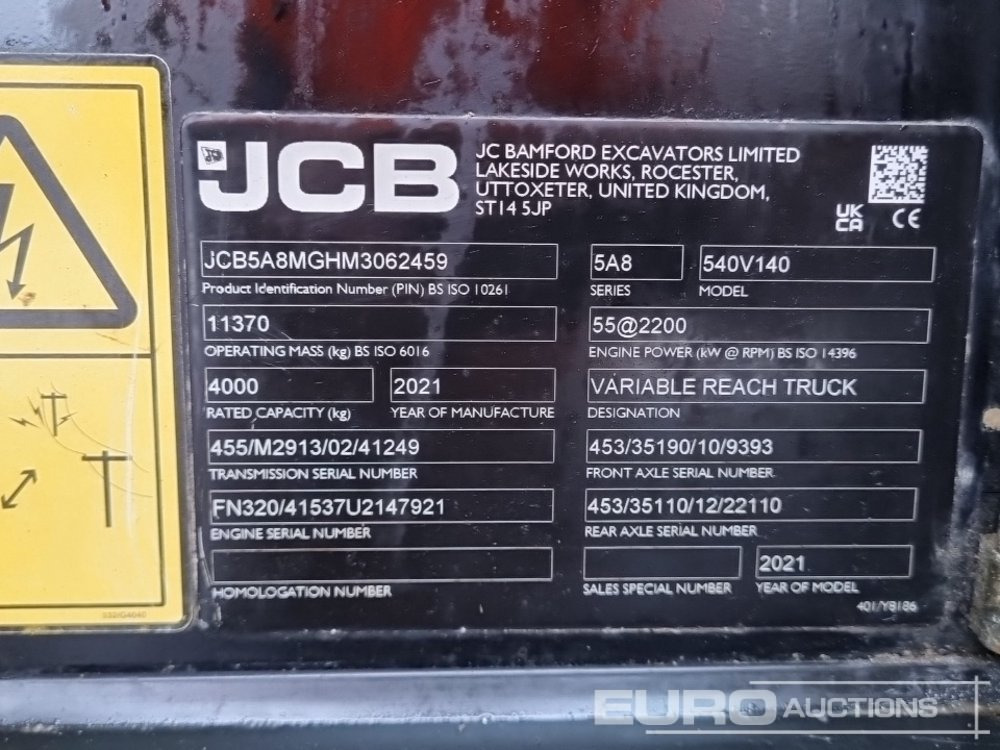 JCB
JC BAMFORD EXCAVATORS LIMITED
LAKESIDE WORKS, ROCESTER,
UTTOXETER, UNITED KINGDOM,
ST14 5JP
UK
CA
CE
JCB5A8MGHM3062459
Product Identification Number (PIN) BS ISO 10261
5A8
SERIES
540V140
MODEL
11370
OPERATING MASS (kg) BS ISO 6016
55@2200
ENGINE POWER (kW @ RPM) BS ISO 14396
4000
RATED CAPACITY (kg)
2021
YEAR OF MANUFACTURE
VARIABLE REACH TRUCK
DESIGNATION
455/M2913/02/41249
TRANSMISSION SERIAL NUMBER
453/35190/10/9393
FRONT AXLE SERIAL NUMBER
FN320/41537U2147921
ENGINE SERIAL NUMBER
453/35110/12/22110
REAR AXLE SERIAL NUMBER
HOMOLOGATION NUMBER
SALES SPECIAL NUMBER
2021
YEAR OF MODEL
401/Y8186
332/G4640
EURO AUCTIONS